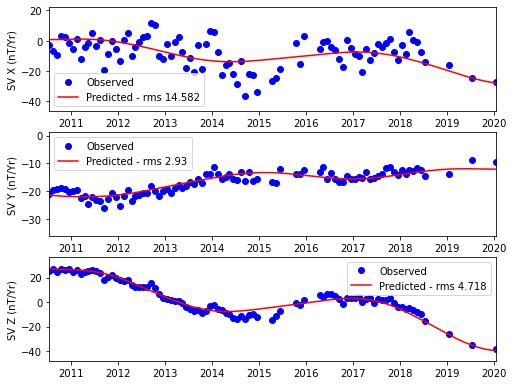 20
0
−20
−40
SV X (nT/Yr)
Observed
Predicted - rms 14.582
2011 2012 2013 2014 2015 2016 2017 2018 2019 2020
0
−10
−20
−30
SV Y (nT/Yr)
Observed
Predicted - rms 2.93
2011 2012 2013 2014 2015 2016 2017 2018 2019 2020
20
0
−20
−40
SV Z (nT/Yr)
Observed
Predicted - rms 4.718
2011 2012 2013 2014 2015 2016 2017 2018 2019 2020